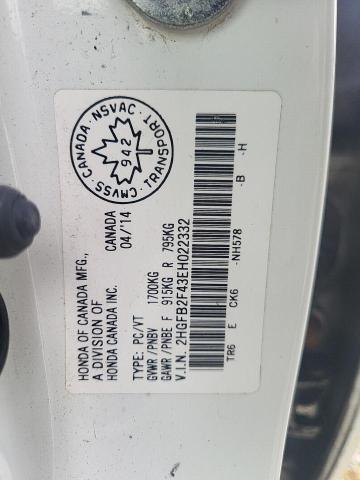 HONDA OF CANADA MFG., CANADA
A DIVISION OF 04/'14
HONDA CANADA INC.
TYPE: PC/VT
GVWR / PNBV 1700KG
GAWR / PNBE F 915KG R 795KG
V.I.N. 2HGFB2F43EH022332
TR6 E CK6 -NH578 -B -H
CMVSS · CANADA · NSVAC · TRANSPORT
942